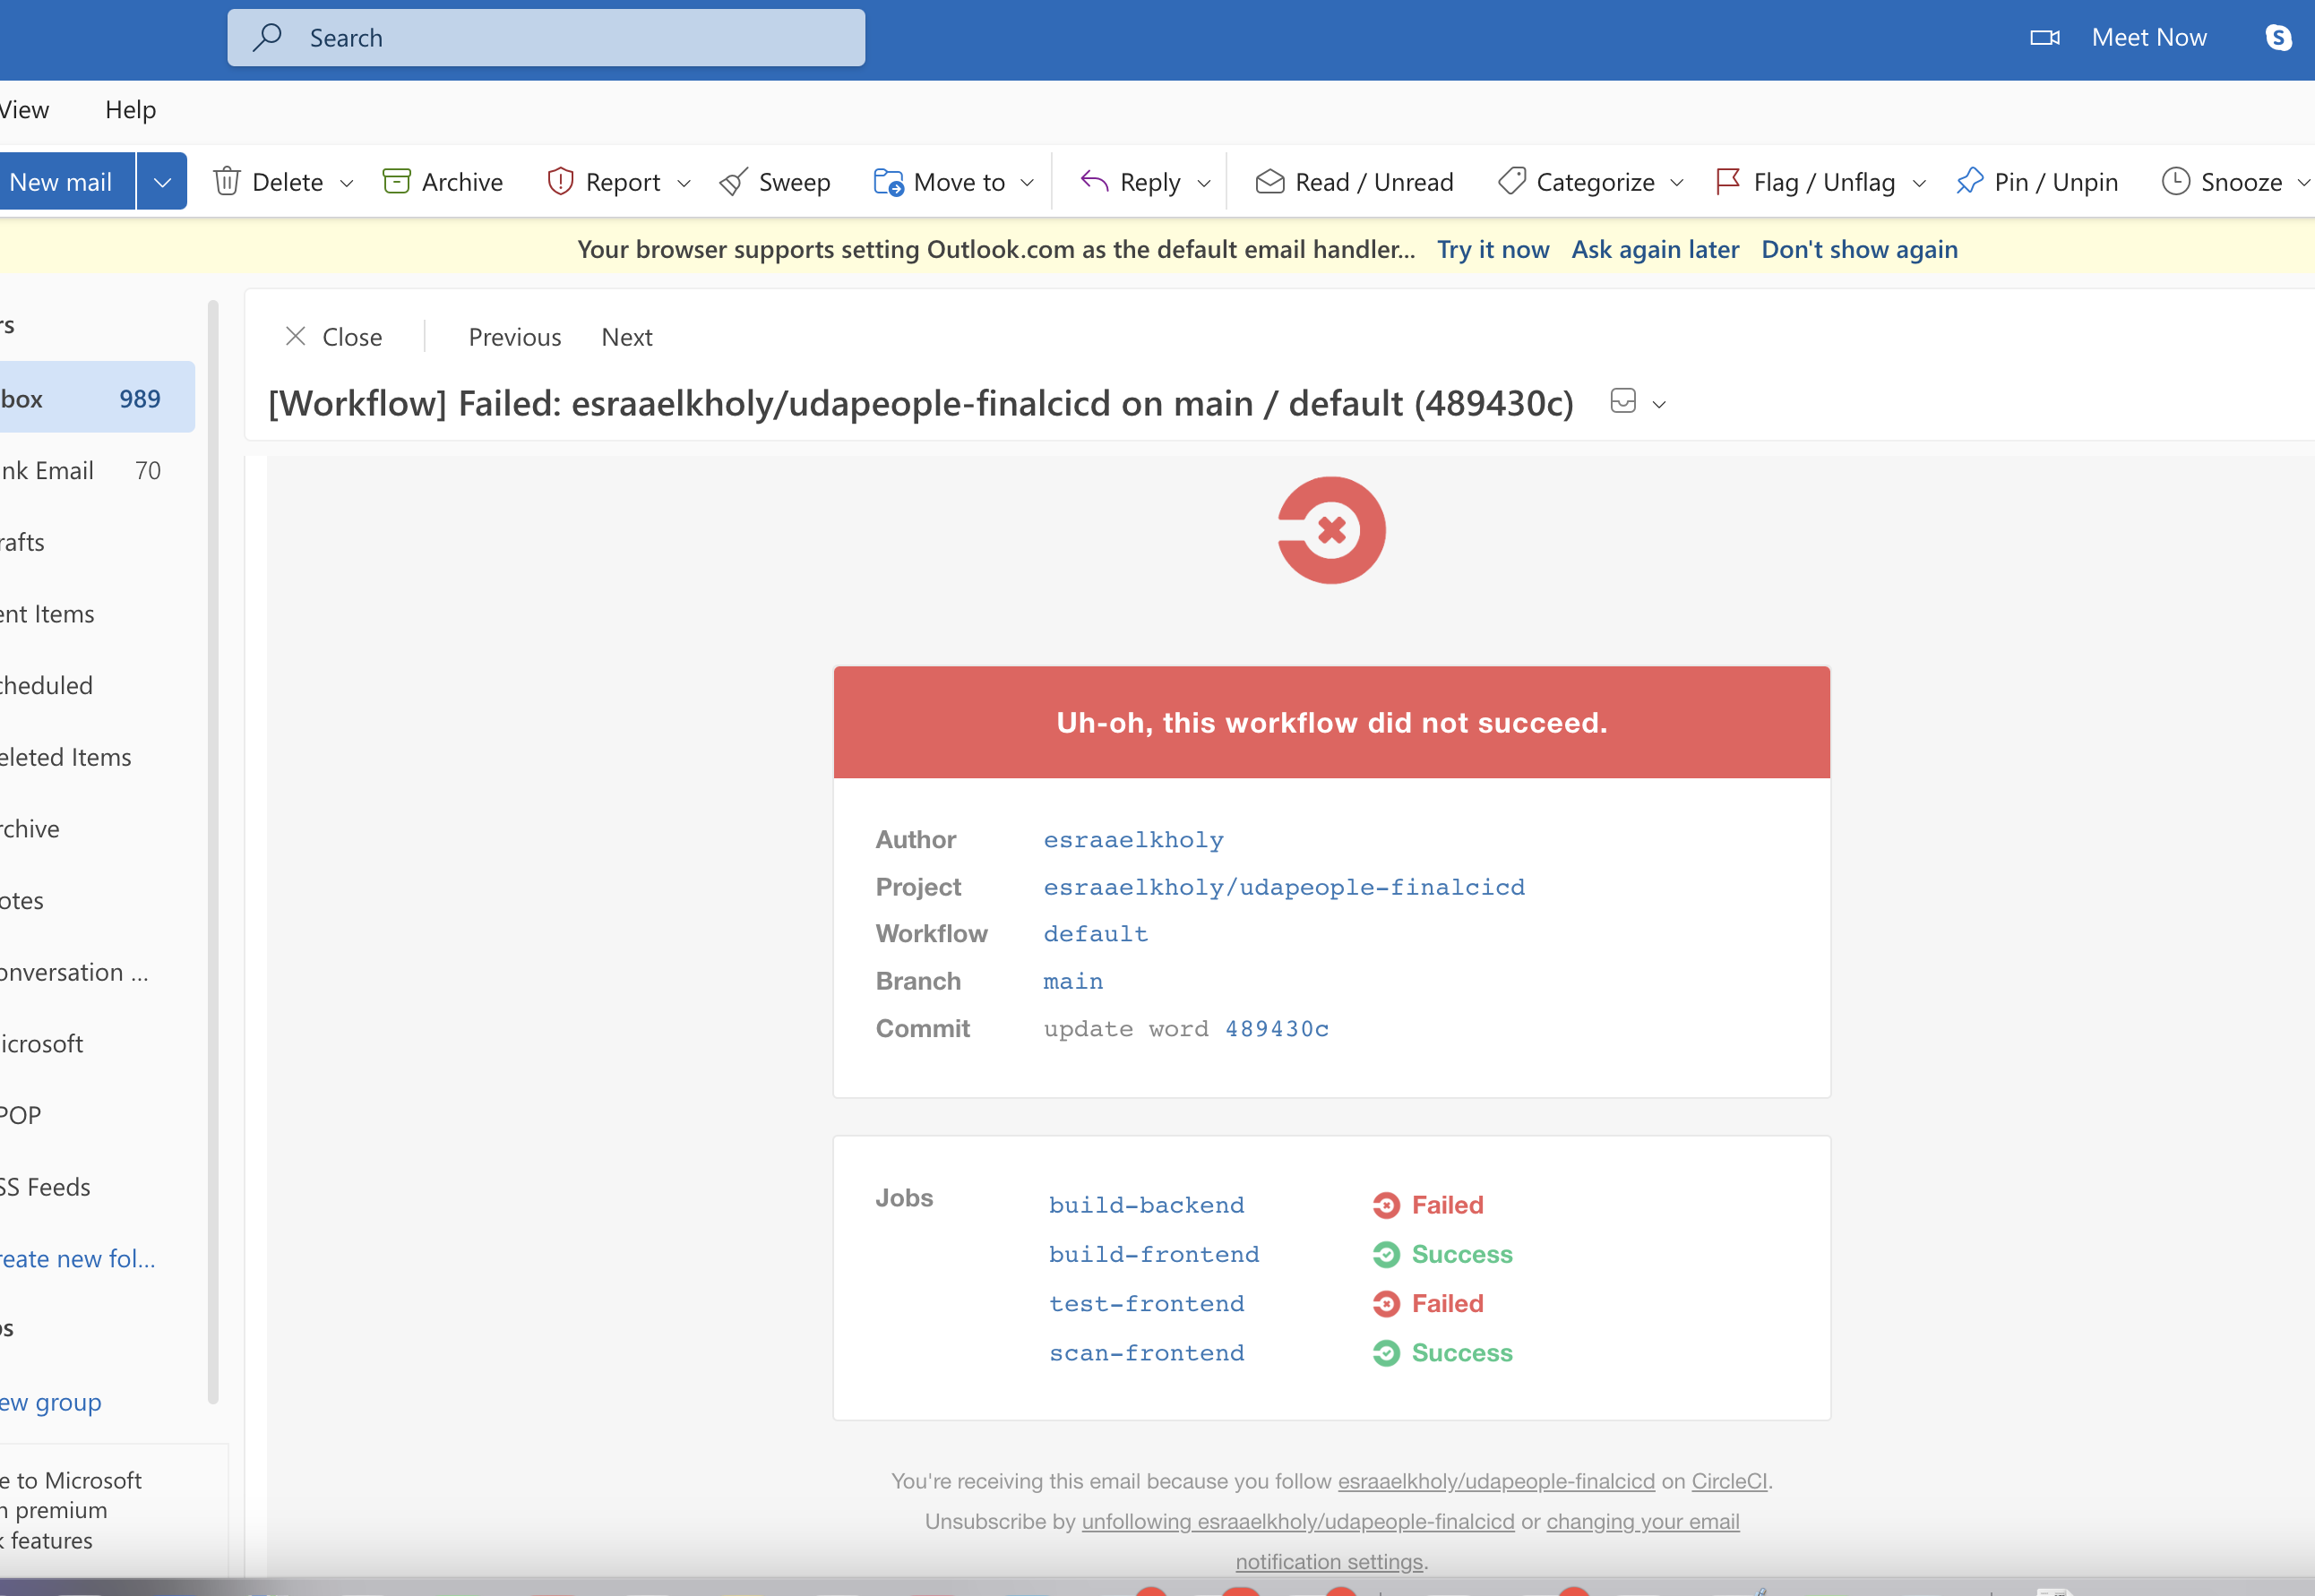 Search
Meet Now
View
Help
New mail
Delete
Archive
Report
Sweep
Move to
Reply
Read / Unread
Categorize
Flag / Unflag
Pin / Unpin
Snooze
Your browser supports setting Outlook.com as the default email handler... Try it now Ask again later Don't show again
rs
Close
Previous
Next
[Workflow] Failed: esraaelkholy/udapeople-finalcicd on main / default (489430c)
box 989
nk Email 70
rafts
ent Items
cheduled
eleted Items
rchive
otes
onversation ...
icrosoft
POP
SS Feeds
reate new fol...
os
ew group
e to Microsoft
n premium
k features
Uh-oh, this workflow did not succeed.
Author esraaelkholy
Project esraaelkholy/udapeople-finalcicd
Workflow default
Branch main
Commit update word 489430c
Jobs
build-backend Failed
build-frontend Success
test-frontend Failed
scan-frontend Success
You're receiving this email because you follow esraaelkholy/udapeople-finalcicd on CircleCI.
Unsubscribe by unfollowing esraaelkholy/udapeople-finalcicd or changing your email
notification settings.